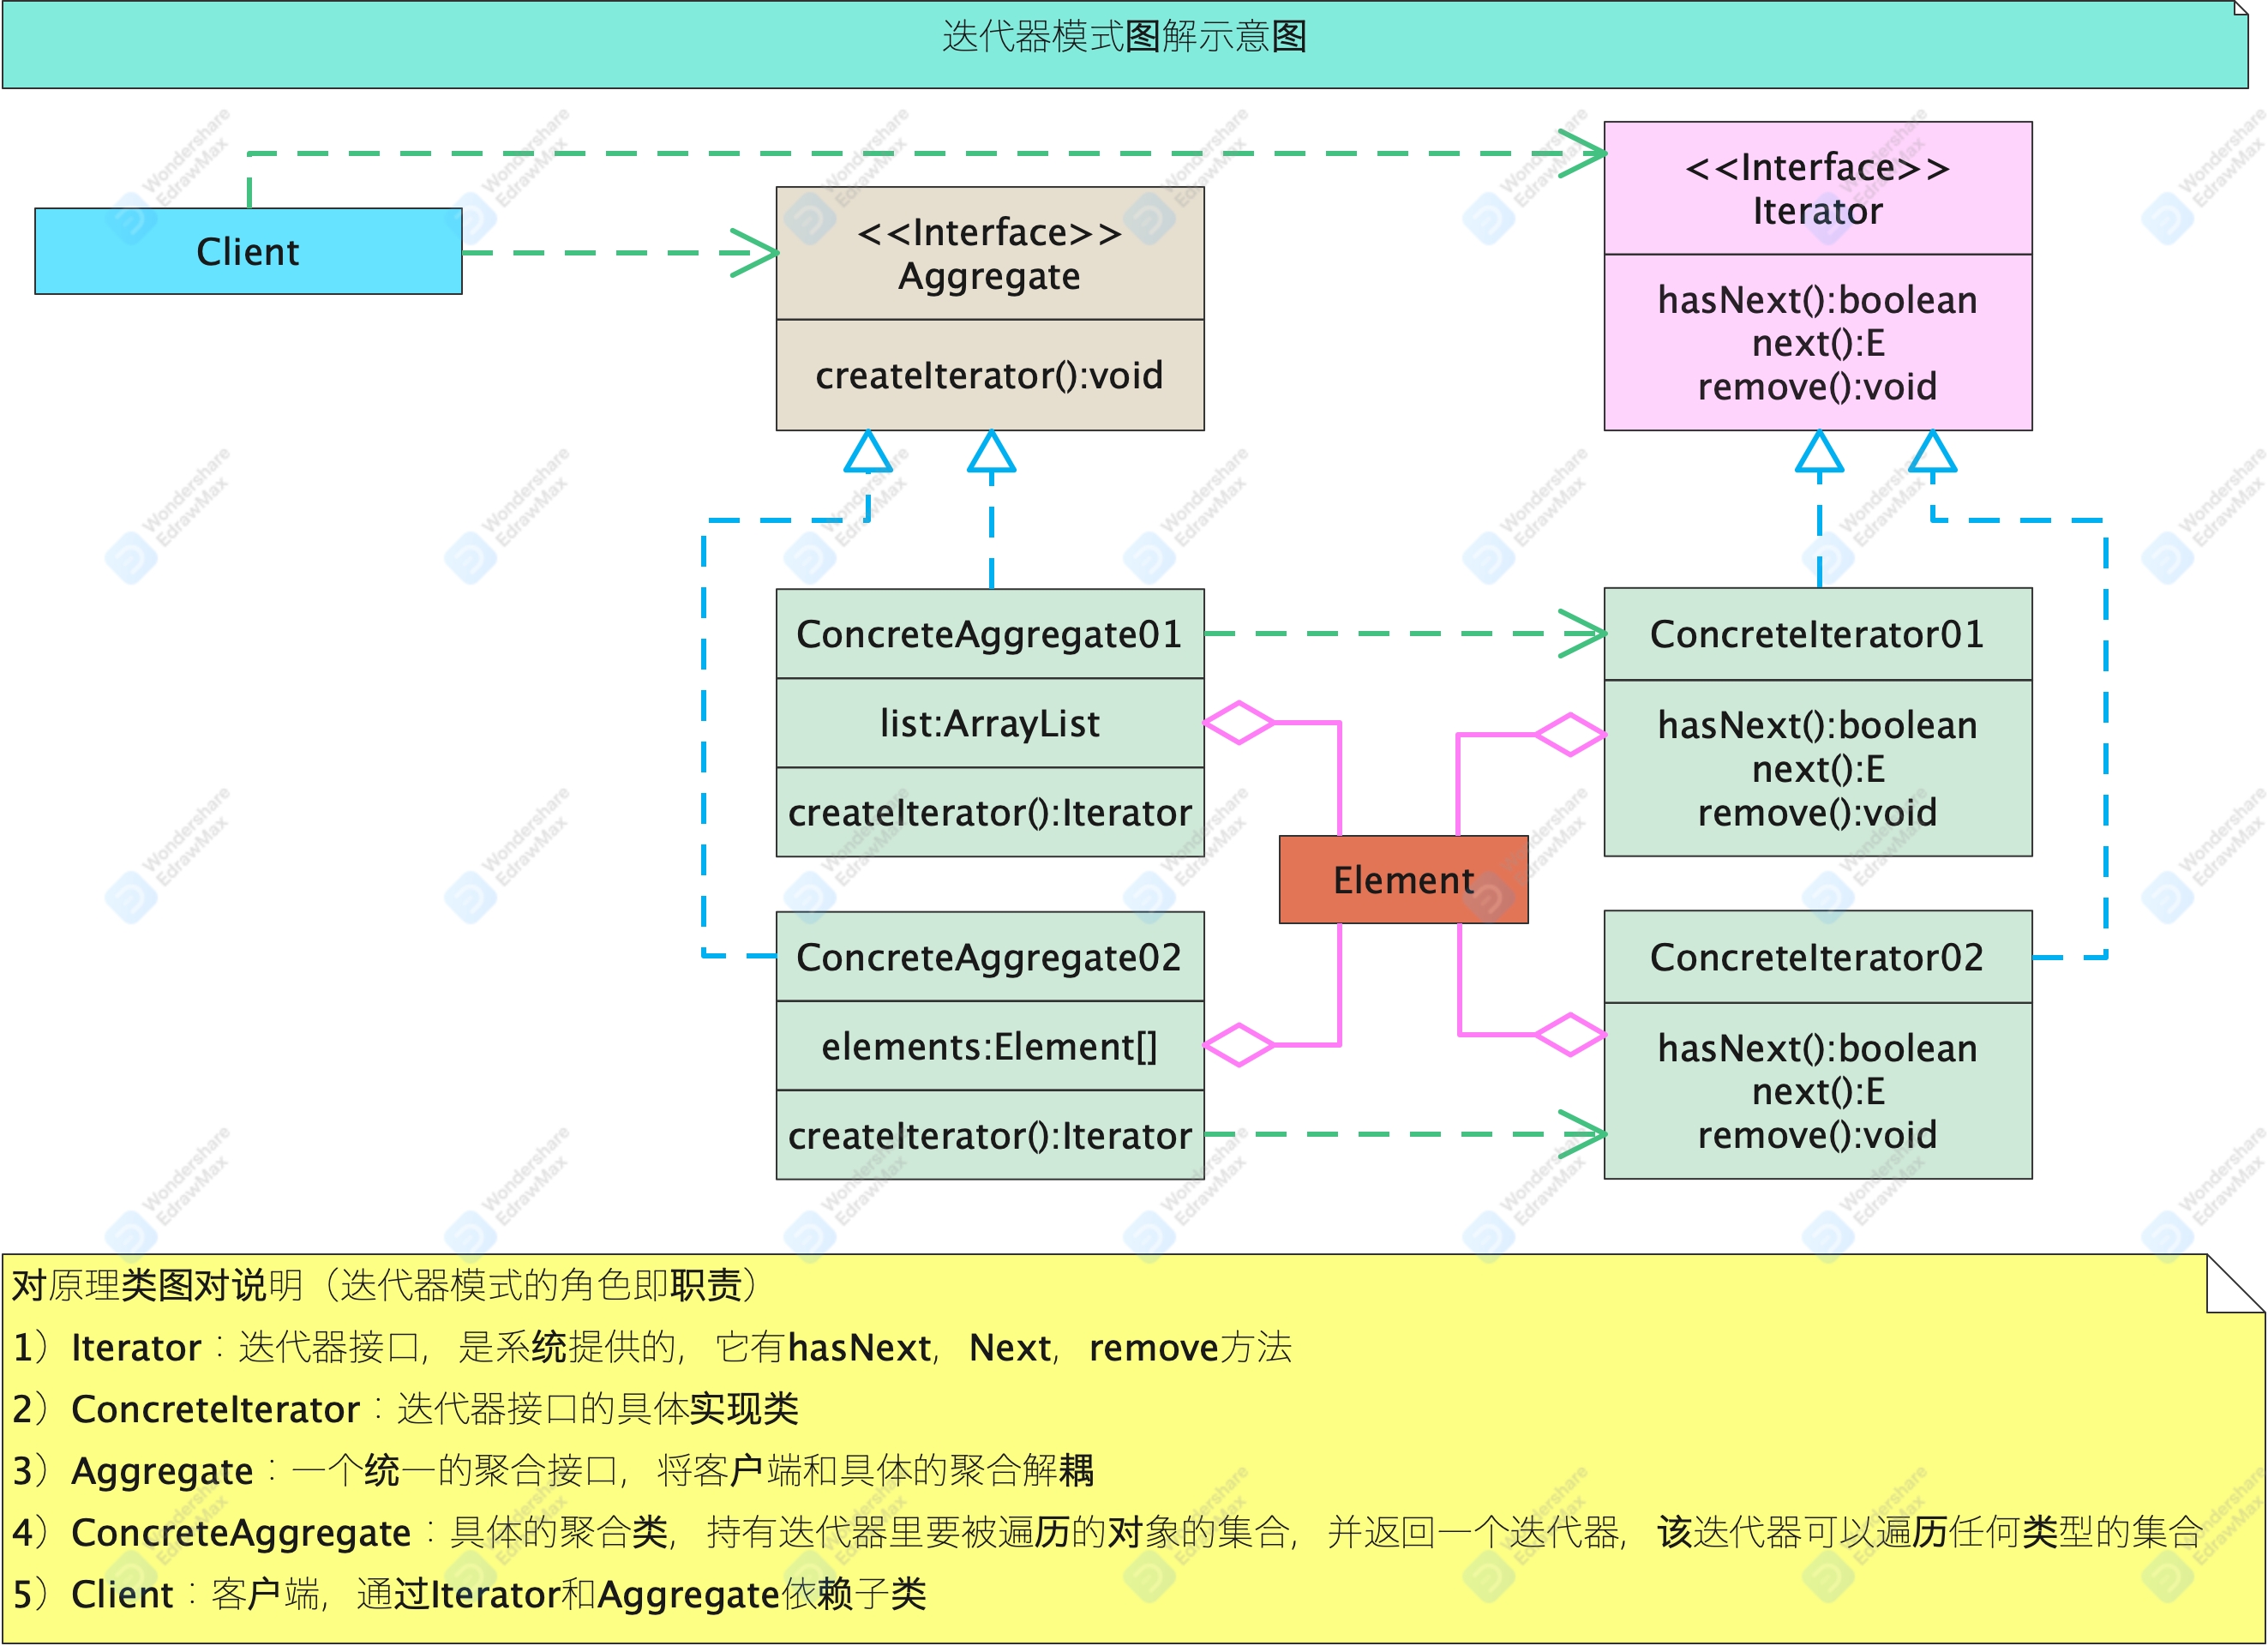 迭代器模式图解示意图
Client
<<Interface>>
Aggregate
createIterator():void
<<Interface>>
Iterator
hasNext():boolean
next():E
remove():void
ConcreteAggregate01
list:ArrayList
createIterator():Iterator
ConcreteIterator01
hasNext():boolean
next():E
remove():void
Element
ConcreteAggregate02
elements:Element[]
createIterator():Iterator
ConcreteIterator02
hasNext():boolean
next():E
remove():void
对原理类图对说明（迭代器模式的角色即职责）
1）Iterator：迭代器接口，是系统提供的，它有hasNext，Next，remove方法
2）ConcreteIterator：迭代器接口的具体实现类
3）Aggregate：一个统一的聚合接口，将客户端和具体的聚合解耦
4）ConcreteAggregate：具体的聚合类，持有迭代器里要被遍历的对象的集合，并返回一个迭代器，该迭代器可以遍历任何类型的集合
5）Client：客户端，通过Iterator和Aggregate依赖子类
Wondershare
EdrawMax